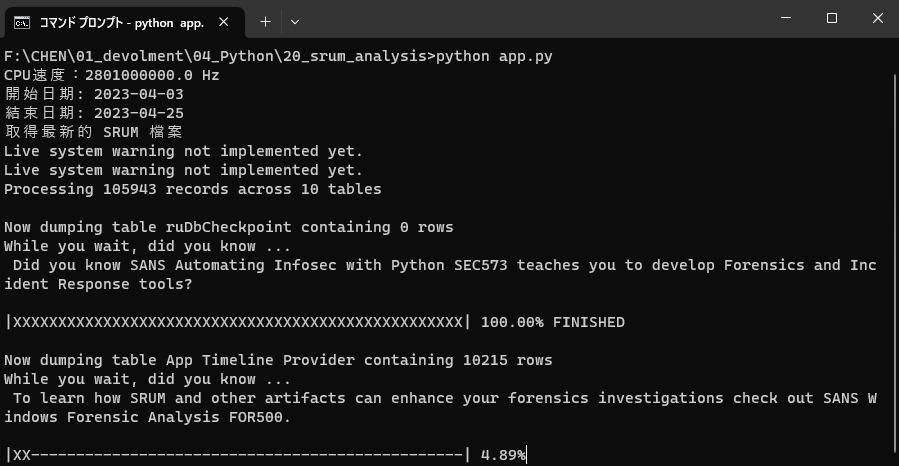 コマンド プロンプト - python  app.
F:\CHEN\01_devolment\04_Python\20_srum_analysis>python app.py
CPU速度：2801000000.0 Hz
開始日期: 2023-04-03
結束日期: 2023-04-25
取得最新的 SRUM 檔案
Live system warning not implemented yet.
Live system warning not implemented yet.
Processing 105943 records across 10 tables
Now dumping table ruDbCheckpoint containing 0 rows
While you wait, did you know ...
 Did you know SANS Automating Infosec with Python SEC573 teaches you to develop Forensics and Inc
ident Response tools?
|XXXXXXXXXXXXXXXXXXXXXXXXXXXXXXXXXXXXXXXXXXXXXXXXXX| 100.00% FINISHED
Now dumping table App Timeline Provider containing 10215 rows
While you wait, did you know ...
 To learn how SRUM and other artifacts can enhance your forensics investigations check out SANS W
indows Forensic Analysis FOR500.
|XX------------------------------------------------| 4.89%